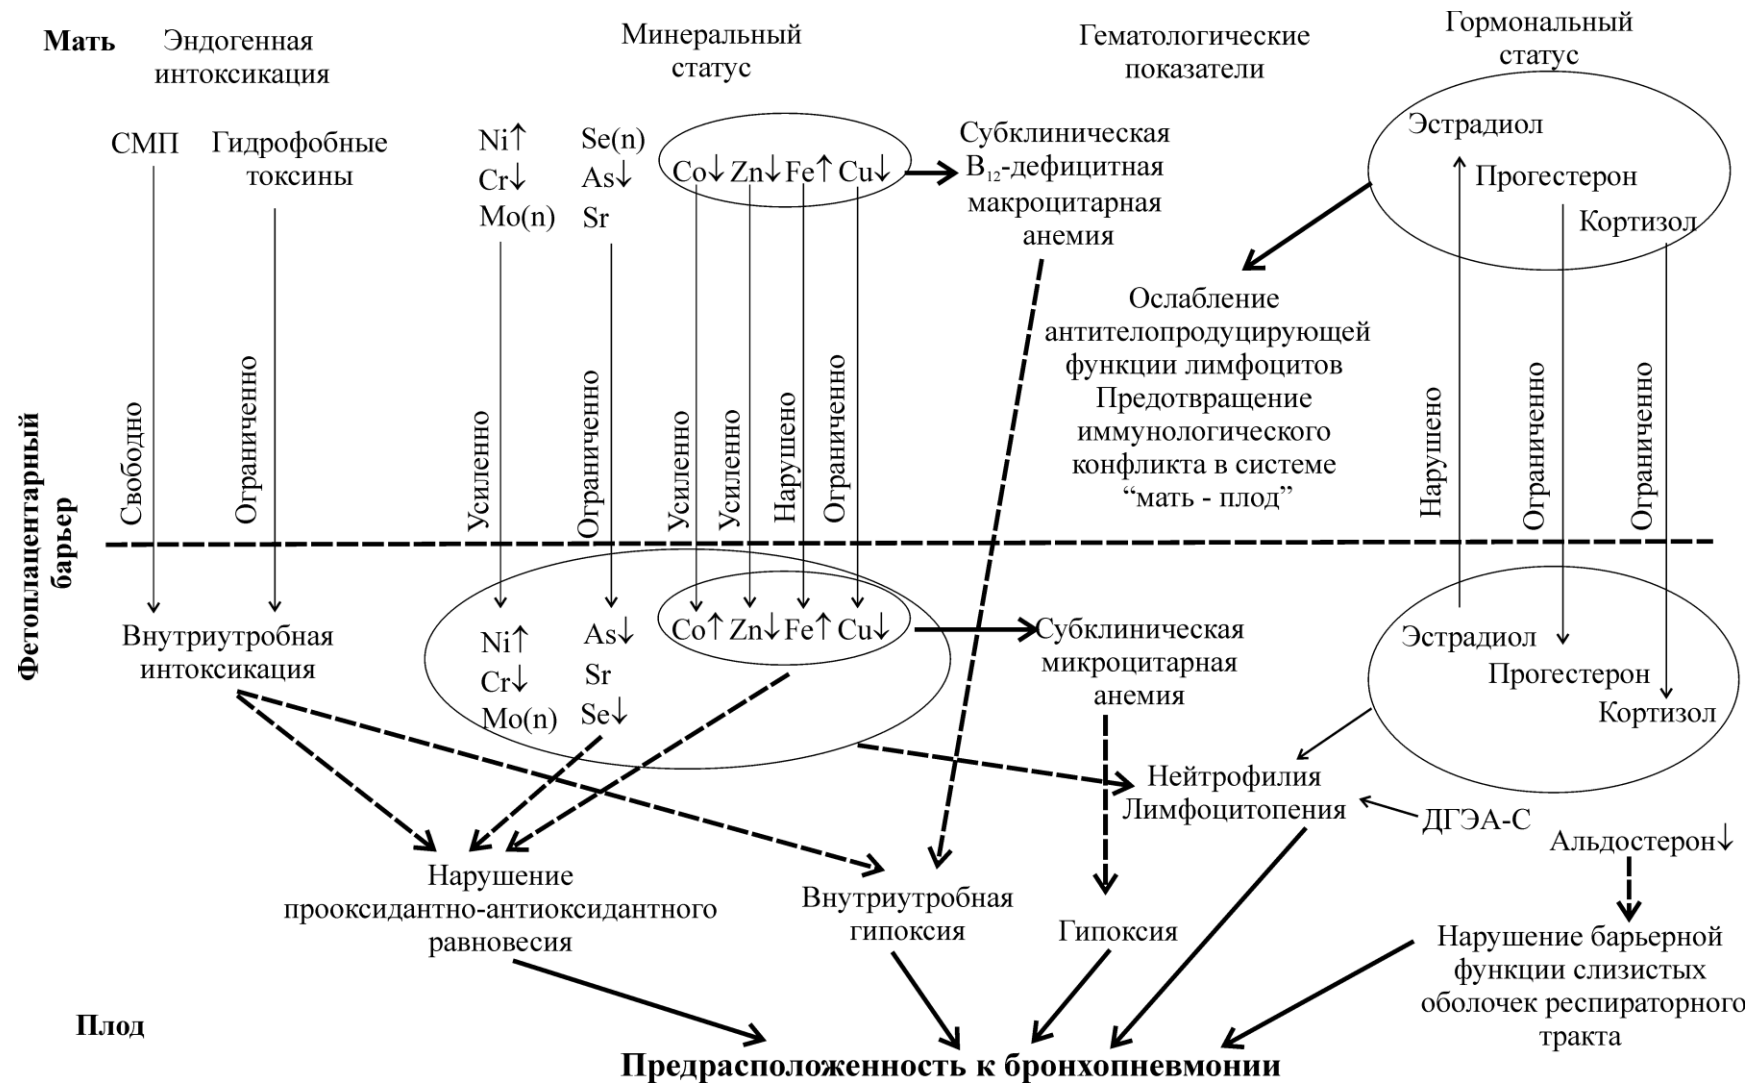 Мать
Эндогенная
интоксикация
Минеральный
статус
Гематологические
показатели
Гормональный
статус
СМП
Гидрофобные
токсины
Ni↑
Cr↓
Mo(n)
Se(n)
As↓
Sr
Co↓ Zn↓ Fe↑ Cu↓
Субклиническая
B₁₂-дефицитная
макроцитарная
анемия
Эстрадиол
Прогестерон
Кортизол
Ослабление
антителопродуцирующей
функции лимфоцитов
Предотвращение
иммунологического
конфликта в системе
“мать - плод”
Свободно
Ограниченно
Усиленно
Ограниченно
Усиленно
Усиленно
Нарушено
Ограниченно
Нарушено
Ограниченно
Ограниченно
Фетоплацентарный
барьер
Внутриутробная
интоксикация
Ni↑
Cr↓
Mo(n)
As↓
Sr
Se↓
Co↑ Zn↓ Fe↑ Cu↓
Субклиническая
микроцитарная
анемия
Эстрадиол
Прогестерон
Кортизол
Нейтрофилия
Лимфоцитопения
ДГЭА-С
Альдостерон↓
Нарушение
прооксидантно-антиоксидантного
равновесия
Внутриутробная
гипоксия
Гипоксия
Нарушение барьерной
функции слизистых
оболочек респираторного
тракта
Плод
Предрасположенность к бронхопневмонии